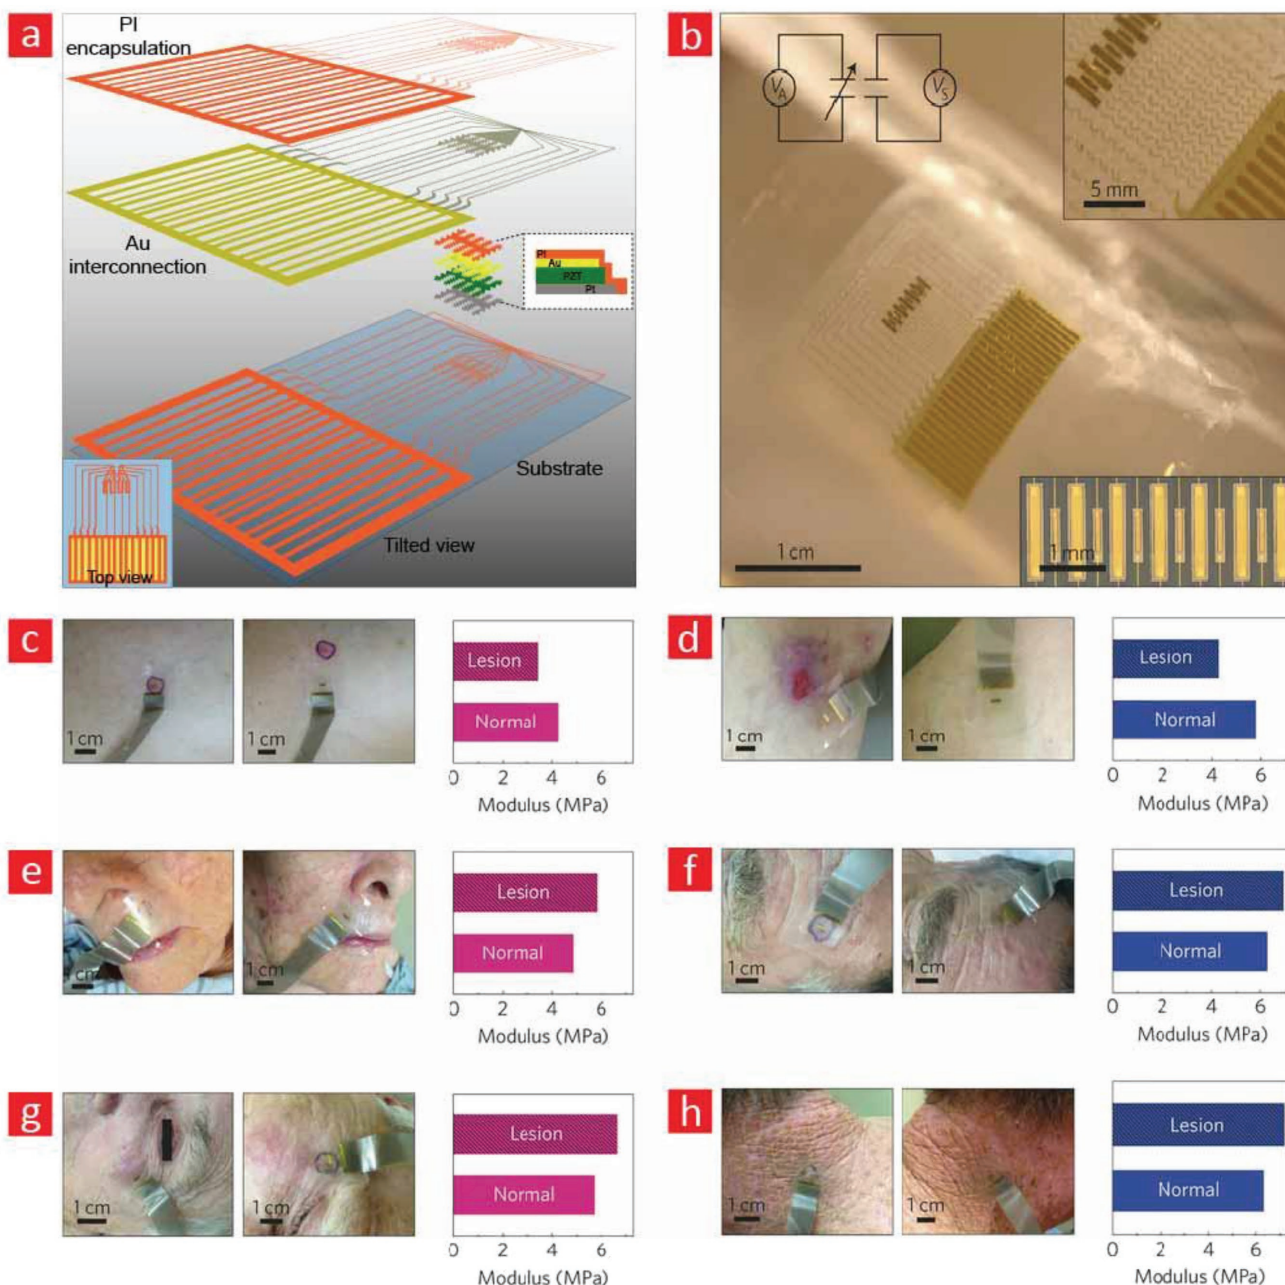 a
PI
encapsulation
Au
interconnection
PI
Au
PZT
Pt
Substrate
Tilted view
Top view
b
V_A
V_S
5 mm
1 cm
1 mm
c
1 cm
1 cm
Lesion
Normal
0 2 4 6
Modulus (MPa)
d
1 cm
1 cm
Lesion
Normal
0 2 4 6
Modulus (MPa)
e
1 cm
1 cm
Lesion
Normal
0 2 4 6
Modulus (MPa)
f
1 cm
1 cm
Lesion
Normal
0 2 4 6
Modulus (MPa)
g
1 cm
1 cm
Lesion
Normal
0 2 4 6
Modulus (MPa)
h
1 cm
1 cm
Lesion
Normal
0 2 4 6
Modulus (MPa)